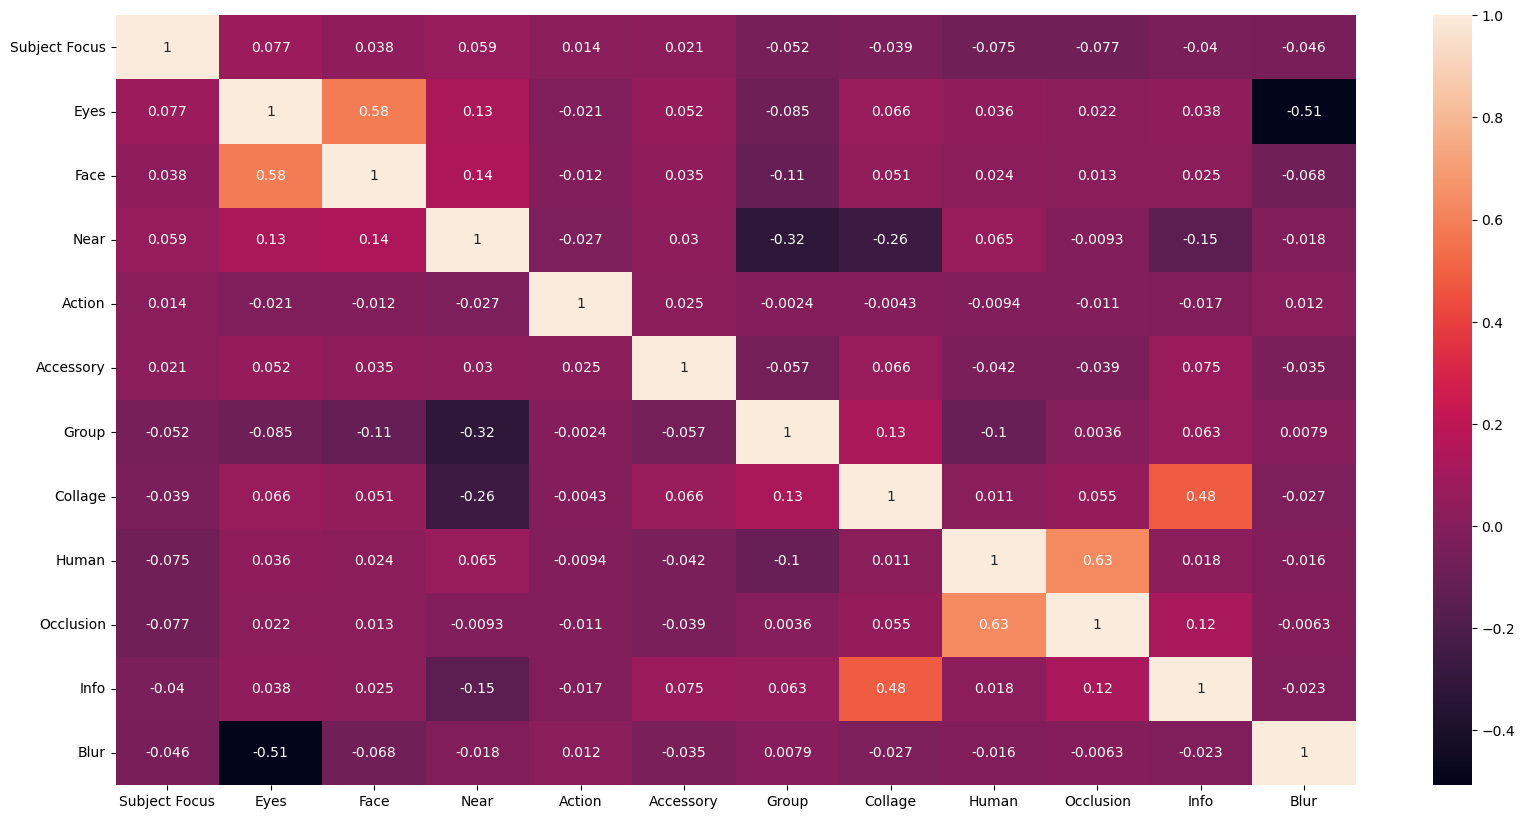 Subject Focus 1 0.077 0.038 0.059 0.014 0.021 -0.052 -0.039 -0.075 -0.077 -0.04 -0.046
Eyes 0.077 1 0.58 0.13 -0.021 0.052 -0.085 0.066 0.036 0.022 0.038 -0.51
Face 0.038 0.58 1 0.14 -0.012 0.035 -0.11 0.051 0.024 0.013 0.025 -0.068
Near 0.059 0.13 0.14 1 -0.027 0.03 -0.32 -0.26 0.065 -0.0093 -0.15 -0.018
Action 0.014 -0.021 -0.012 -0.027 1 0.025 -0.0024 -0.0043 -0.0094 -0.011 -0.017 0.012
Accessory 0.021 0.052 0.035 0.03 0.025 1 -0.057 0.066 -0.042 -0.039 0.075 -0.035
Group -0.052 -0.085 -0.11 -0.32 -0.0024 -0.057 1 0.13 -0.1 0.0036 0.063 0.0079
Collage -0.039 0.066 0.051 -0.26 -0.0043 0.066 0.13 1 0.011 0.055 0.48 -0.027
Human -0.075 0.036 0.024 0.065 -0.0094 -0.042 -0.1 0.011 1 0.63 0.018 -0.016
Occlusion -0.077 0.022 0.013 -0.0093 -0.011 -0.039 0.0036 0.055 0.63 1 0.12 -0.0063
Info -0.04 0.038 0.025 -0.15 -0.017 0.075 0.063 0.48 0.018 0.12 1 -0.023
Blur -0.046 -0.51 -0.068 -0.018 0.012 -0.035 0.0079 -0.027 -0.016 -0.0063 -0.023 1
Subject Focus Eyes Face Near Action Accessory Group Collage Human Occlusion Info Blur
1.0
0.8
0.6
0.4
0.2
0.0
−0.2
−0.4